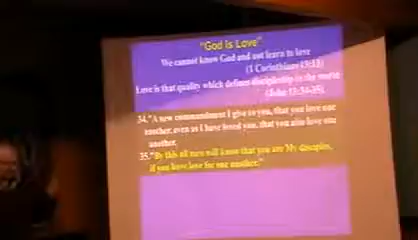 "God is Love"
We cannot know God and not learn to love
(1 Corinthians 13:13)
Love is that quality which defines discipleship to the world
(John 13:34-35).
34."A new commandment I give to you, that you love one
another, even as I have loved you, that you also love one
another.
35."By this all men will know that you are My disciples,
if you have love for one another."